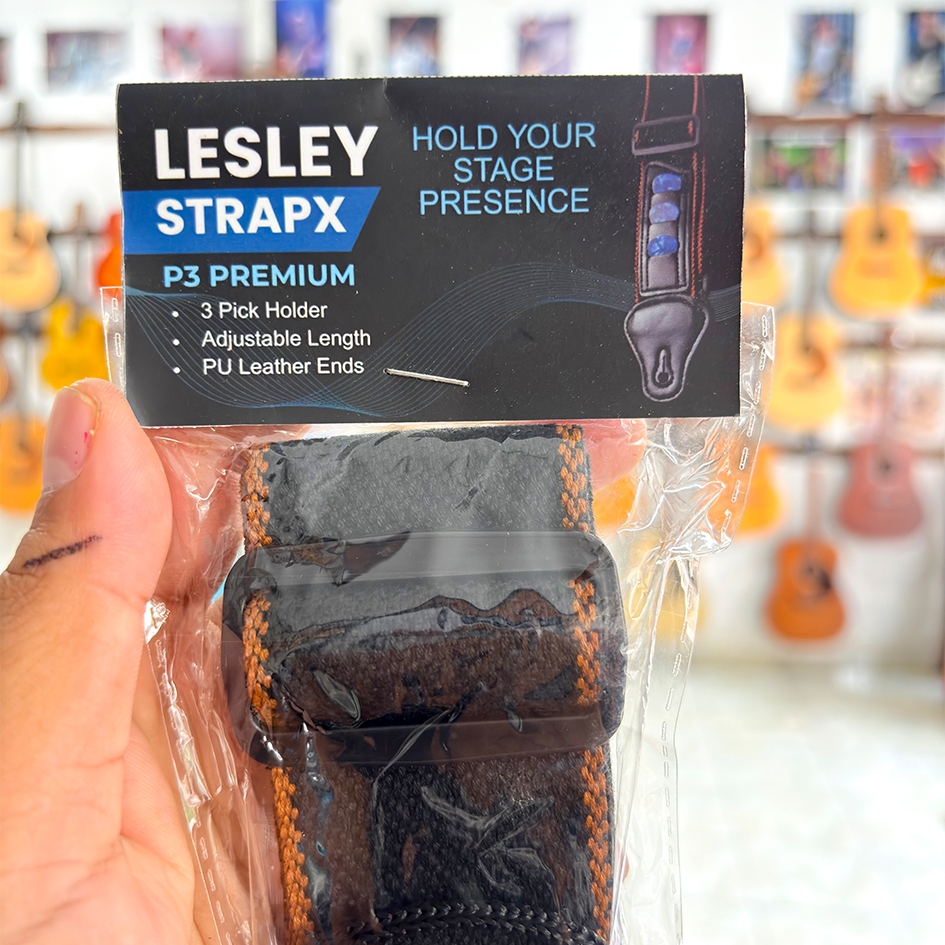 LESLEY
STRAPX
P3 PREMIUM
• 3 Pick Holder
• Adjustable Length
• PU Leather Ends
HOLD YOUR
STAGE
PRESENCE